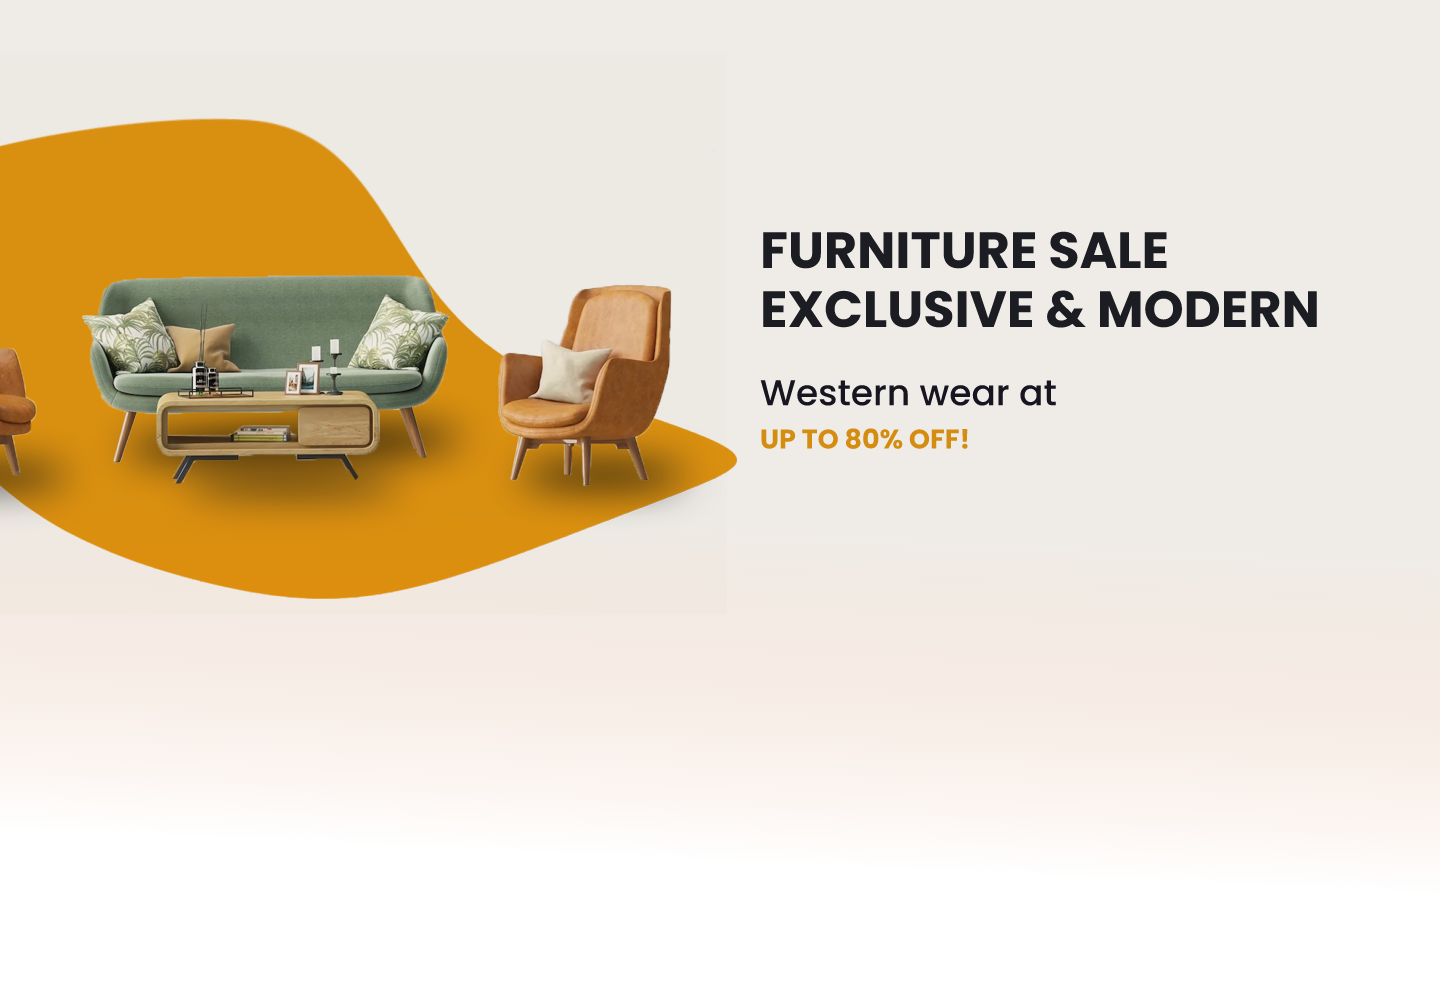 FURNITURE SALE
EXCLUSIVE & MODERN
Western wear at
UP TO 80% OFF!